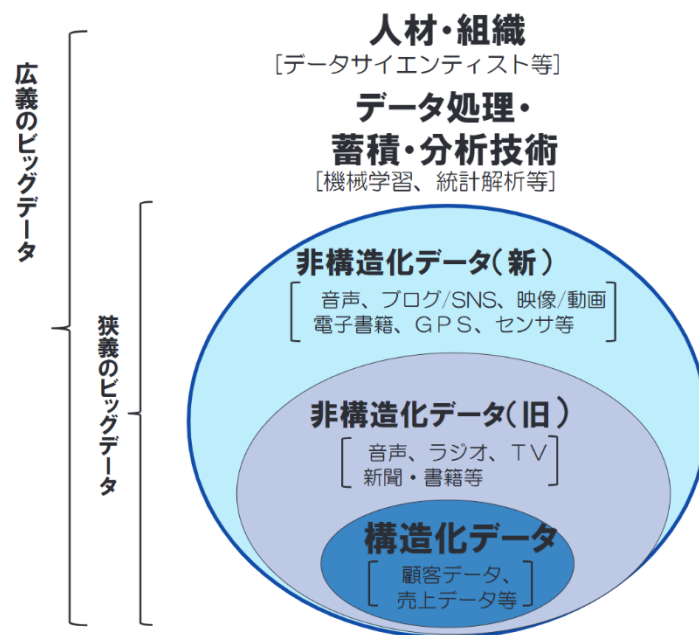 人材・組織
[データサイエンティスト等]
データ処理・
蓄積・分析技術
[機械学習、統計解析等]
広義のビッグデータ
狭義のビッグデータ
非構造化データ(新)
音声、ブログ/SNS、映像/動画
電子書籍、GPS、センサ等
非構造化データ(旧)
音声、ラジオ、TV
新聞・書籍等
構造化データ
顧客データ、
売上データ等